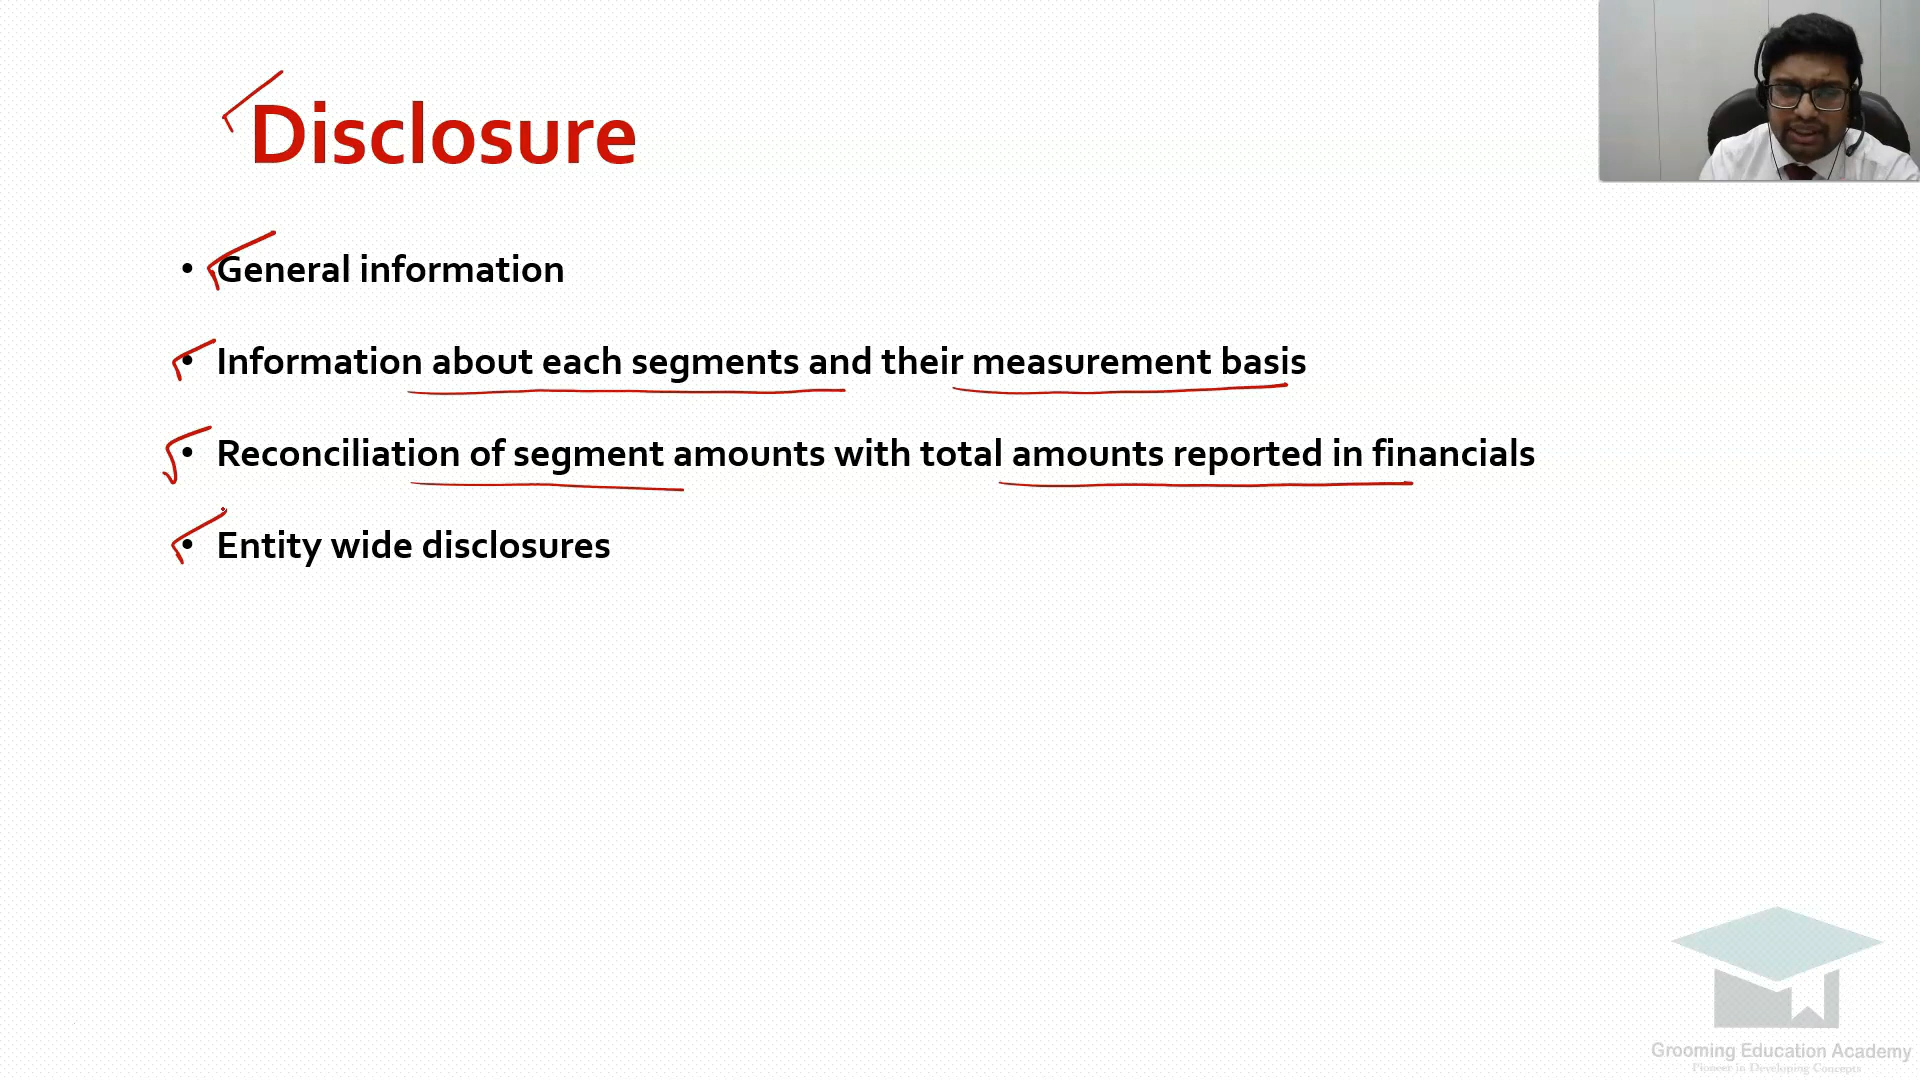 Disclosure
• General information
• Information about each segments and their measurement basis
• Reconciliation of segment amounts with total amounts reported in financials
• Entity wide disclosures
Grooming Education Academy
Pioneer in Developing Concepts